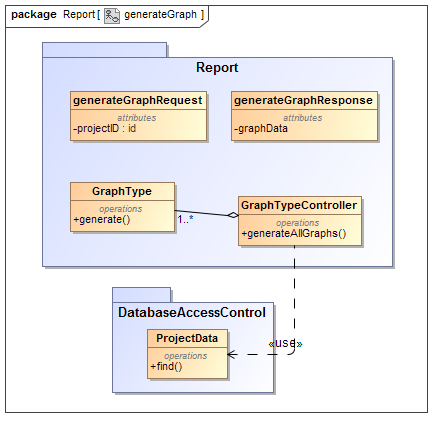 package Report [ generateGraph ]
Report
generateGraphRequest
attributes
-projectID : id
generateGraphResponse
attributes
-graphData
GraphType
operations
+generate()
1..*
GraphTypeController
operations
+generateAllGraphs()
DatabaseAccessControl
ProjectData
operations
+find()
«use»